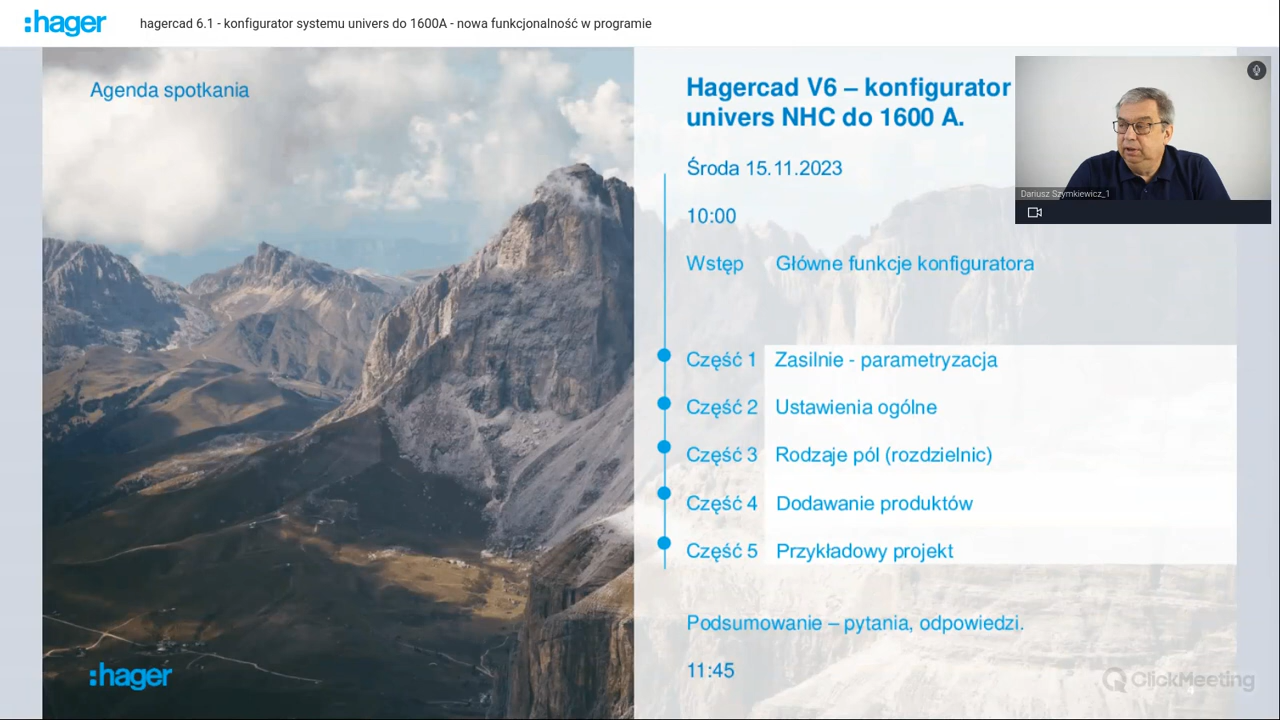 :hager
hagercad 6.1 - konfigurator systemu univers do 1600A - nowa funkcjonalność w programie
Agenda spotkania
Hagercad V6 – konfigurator
univers NHC do 1600 A.
Środa 15.11.2023
10:00
Wstęp Główne funkcje konfiguratora
Część 1 Zasilnie - parametryzacja
Część 2 Ustawienia ogólne
Część 3 Rodzaje pól (rozdzielnic)
Część 4 Dodawanie produktów
Część 5 Przykładowy projekt
Podsumowanie – pytania, odpowiedzi.
11:45
Dariusz Szymkiewicz_1
:hager
ClickMeeting